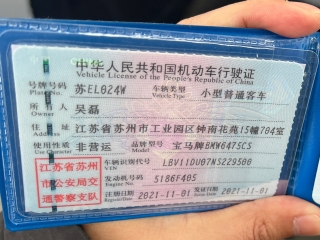 中华人民共和国机动车行驶证
Vehicle License of the People's Republic of China
号牌号码 苏EL024W 车辆类型 小型普通客车
Plate No. Vehicle Type
所有人 吴磊
Owner
住址 江苏省苏州市工业园区钟南花苑15幢704室
Address
使用性质 非营运 品牌型号 宝马牌BMW6475CS
Use Character Model
江苏省苏州
市公安局交
通警察支队
车辆识别代号
VIN
发动机号码 5186F405
Engine No.
注册日期 2021-11-01 发证日期 2021-11-01
Register Date Issue Date